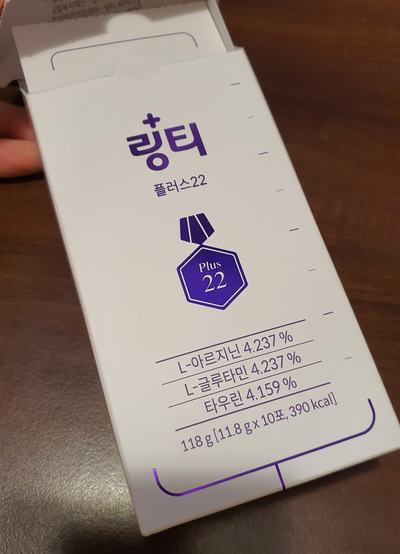 링티
플러스22
Plus
22
L-아르지닌 4.237 %
L-글루타민 4.237 %
타우린 4.159 %
118 g [11.8 g x 10포, 390 kcal]